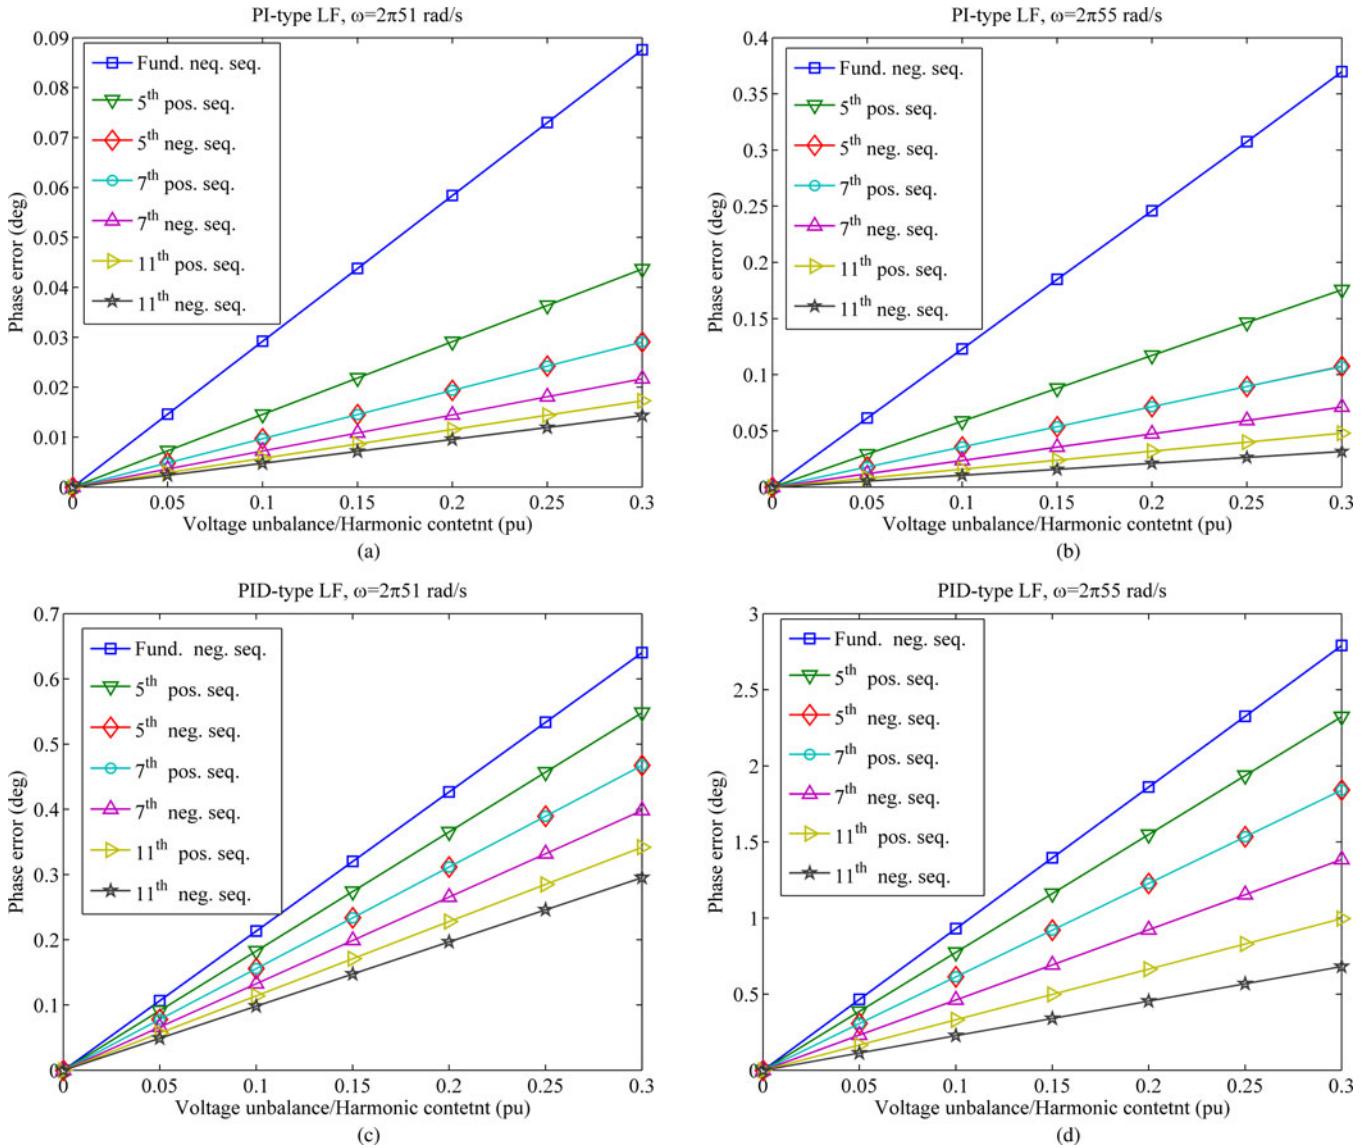 PI-type LF, ω=2π51 rad/s
0.09
0.08
0.07
0.06
0.05
0.04
0.03
0.02
0.01
0
Phase error (deg)
Fund. neq. seq.
5th pos. seq.
5th neg. seq.
7th pos. seq.
7th neg. seq.
11th pos. seq.
11th neg. seq.
0 0.05 0.1 0.15 0.2 0.25 0.3
Voltage unbalance/Harmonic contetnt (pu)
(a)
PI-type LF, ω=2π55 rad/s
0.4
0.35
0.3
0.25
0.2
0.15
0.1
0.05
0
Phase error (deg)
Fund. neg. seq.
5th pos. seq.
5th neg. seq.
7th pos. seq.
7th neg. seq.
11th pos. seq.
11th neg. seq.
0 0.05 0.1 0.15 0.2 0.25 0.3
Voltage unbalance/Harmonic contetnt (pu)
(b)
PID-type LF, ω=2π51 rad/s
0.7
0.6
0.5
0.4
0.3
0.2
0.1
0
Phase error (deg)
Fund. neg. seq.
5th pos. seq.
5th neg. seq.
7th pos. seq.
7th neg. seq.
11th pos. seq.
11th neg. seq.
0 0.05 0.1 0.15 0.2 0.25 0.3
Voltage unbalance/Harmonic contetnt (pu)
(c)
PID-type LF, ω=2π55 rad/s
3
2.5
2
1.5
1
0.5
0
Phase error (deg)
Fund. neg. seq.
5th pos. seq.
5th neg. seq.
7th pos. seq.
7th neg. seq.
11th pos. seq.
11th neg. seq.
0 0.05 0.1 0.15 0.2 0.25 0.3
Voltage unbalance/Harmonic contetnt (pu)
(d)